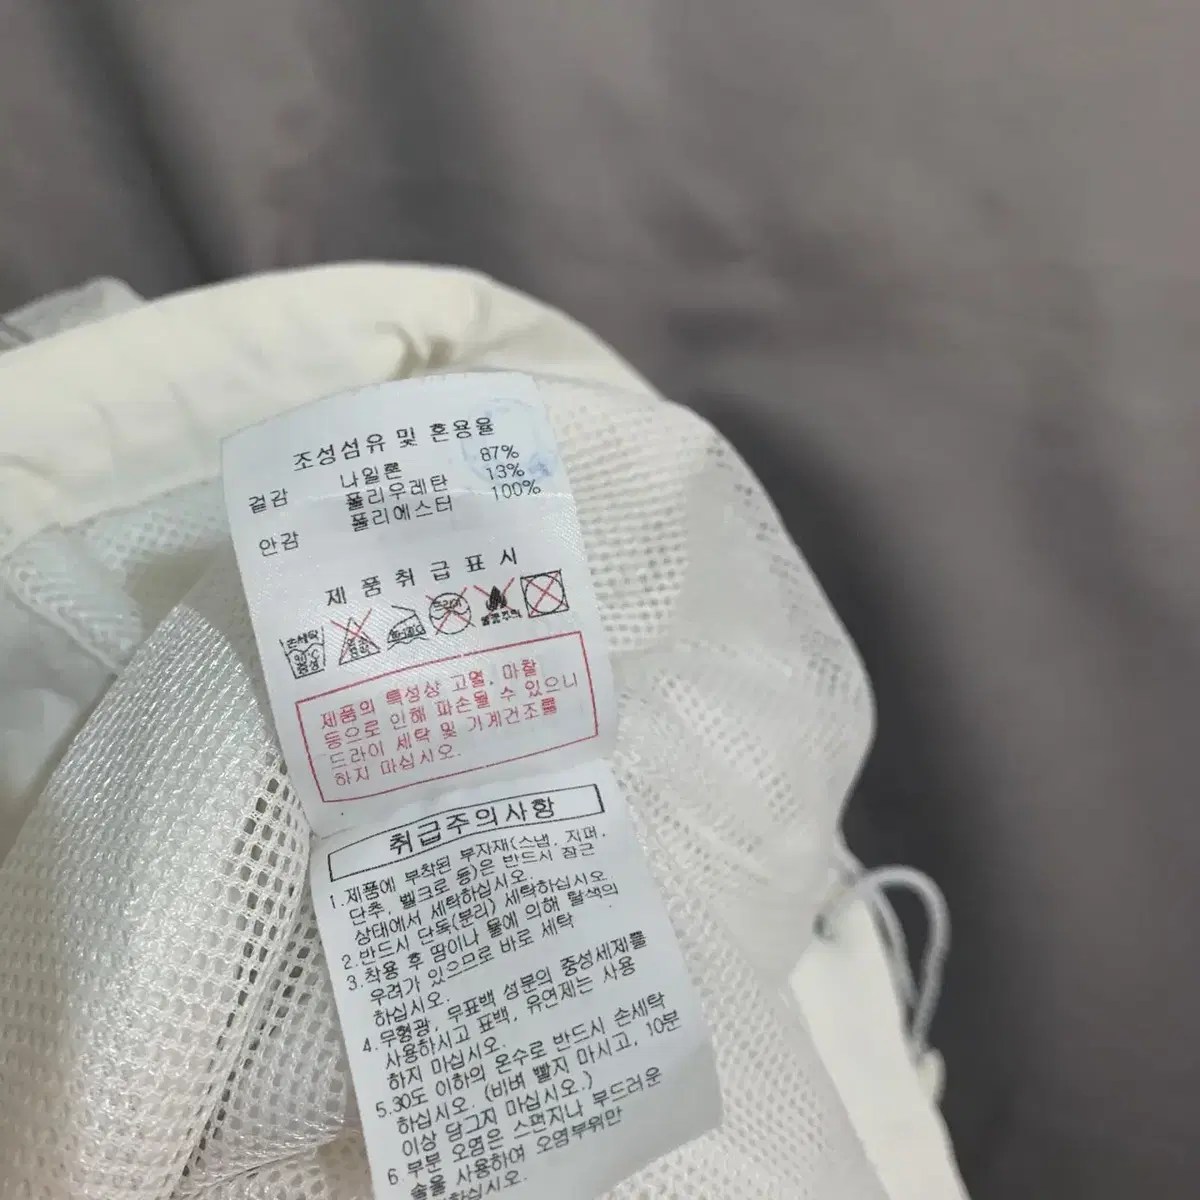 조성섬유 및 혼용율
겉감 나일론 87%
폴리우레탄 13%
안감 폴리에스터 100%
제품취급표시
손세탁
중성
드라이
제품의 특성상 고열, 마찰
등으로 인해 파손될 수 있으니
드라이 세탁 및 기계건조를
하지 마십시오.
취급주의사항
1.제품에 부착된 부자재(스냅, 지퍼,
단추, 벨크로 등)은 반드시 잠근
상태에서 세탁하십시오.
2.반드시 단독(분리) 세탁하십시오
3.착용 후 땀이나 물에 의해 탈색의
우려가 있으므로 바로 세탁
하십시오.
4.무형광, 무표백 성분의 중성세제를
사용하시고 표백, 유연제는 사용
하지 마십시오.
5.30도 이하의 온수로 반드시 손세탁
하십시오. (비벼 빨지 마시고, 10분
이상 담그지 마십시오.)
6 부분 오염은 스펀지나 부드러운
솔을 사용하여 오염부위만
하십시오.